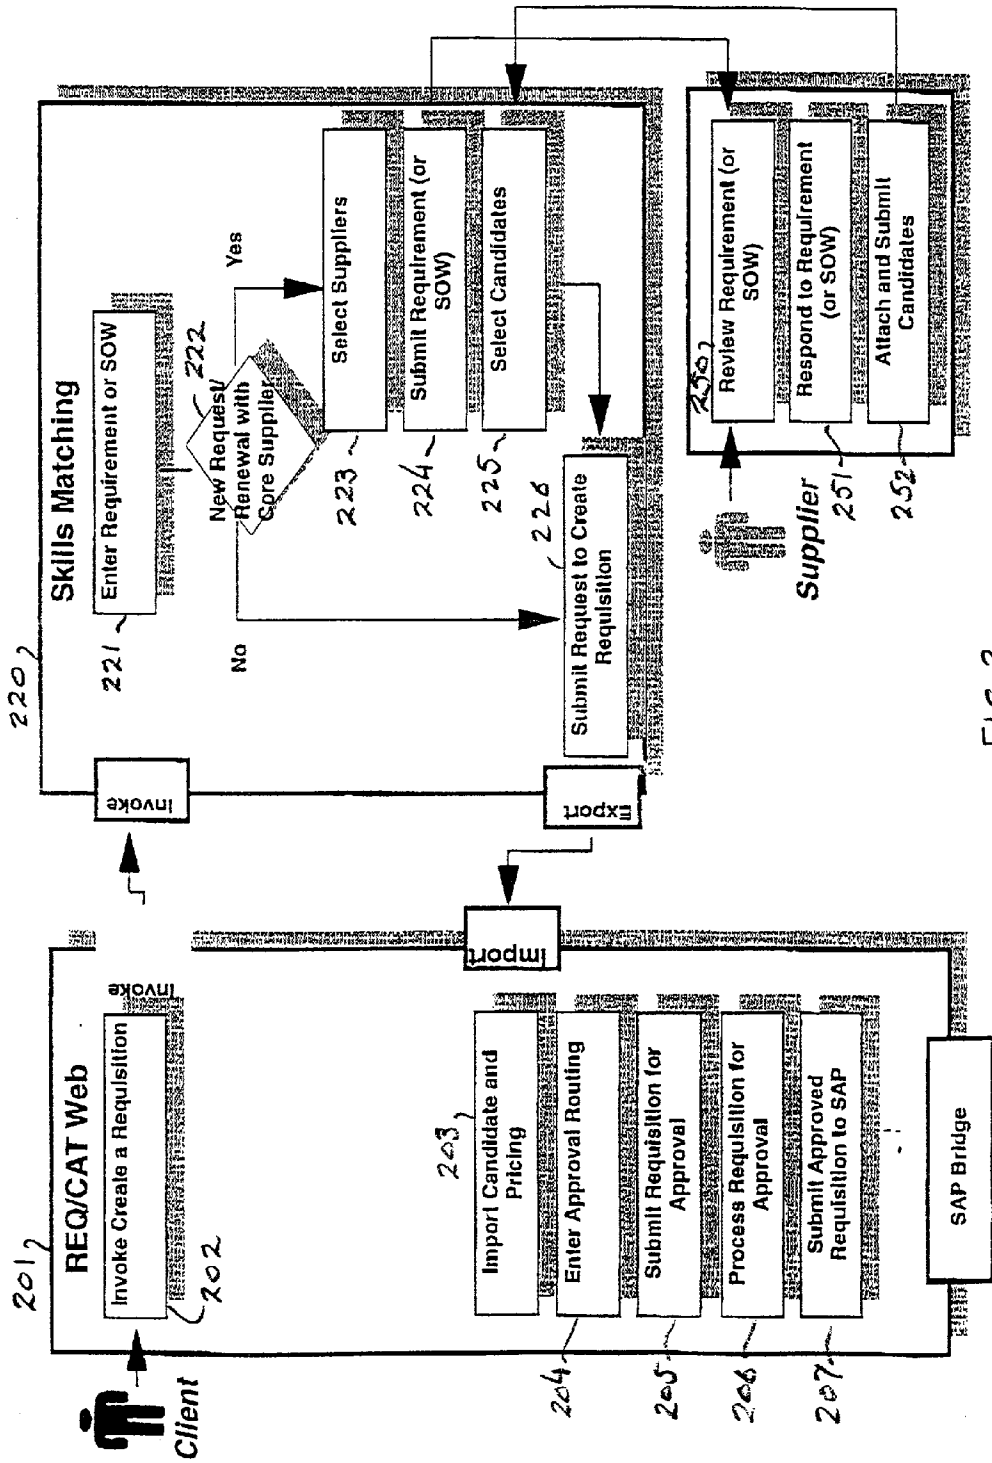 201
REQ/CAT Web
Client
Invoke Create a Requisition
202
Invoke
Invoke
203
Import Candidate and
Pricing
204
Enter Approval Routing
205
Submit Requisition for
Approval
206
Process Requisition for
Approval
207
Submit Approved
Requisition to SAP
SAP Bridge
Import
Export
220
Skills Matching
221
Enter Requirement or SOW
222
New Request/
Renewal with
Core Supplier
No
Yes
223
Select Suppliers
224
Submit Requirement (or
SOW)
225
Select Candidates
226
Submit Request to Create
Requisition
Supplier
250
Review Requirement (or
SOW)
251
Respond to Requirement
(or SOW)
252
Attach and Submit
Candidates